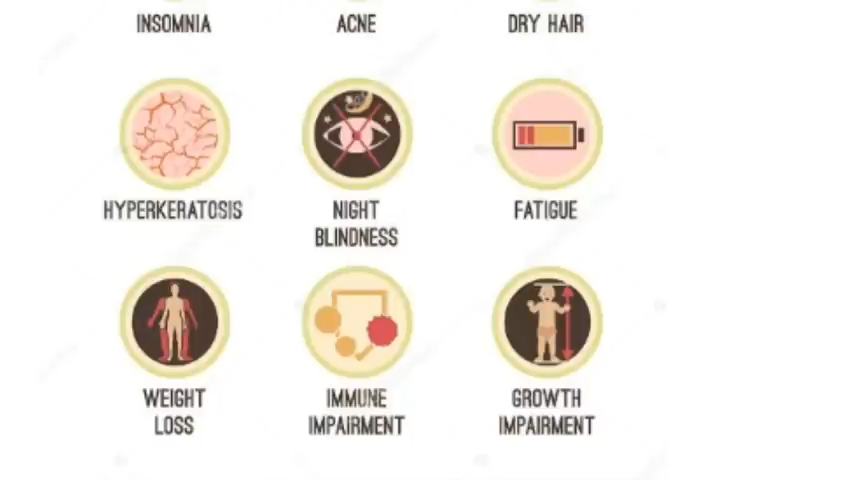 INSOMNIA
ACNE
DRY HAIR
HYPERKERATOSIS
NIGHT
BLINDNESS
FATIGUE
WEIGHT
LOSS
IMMUNE
IMPAIRMENT
GROWTH
IMPAIRMENT